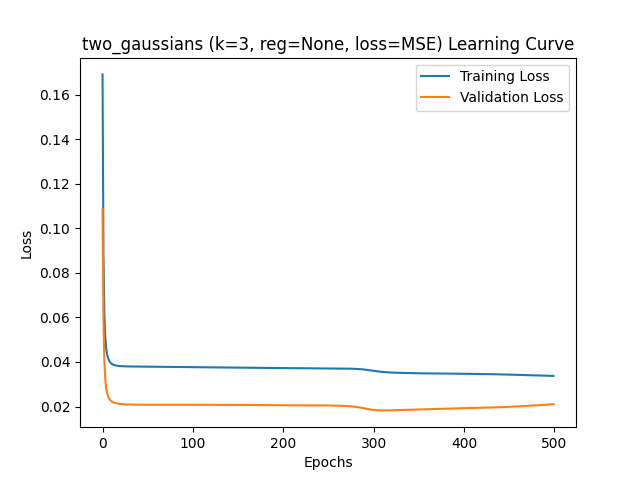 two_gaussians (k=3, reg=None, loss=MSE) Learning Curve
Training Loss
Validation Loss
0.16
0.14
0.12
0.10
0.08
0.06
0.04
0.02
Loss
0 100 200 300 400 500
Epochs